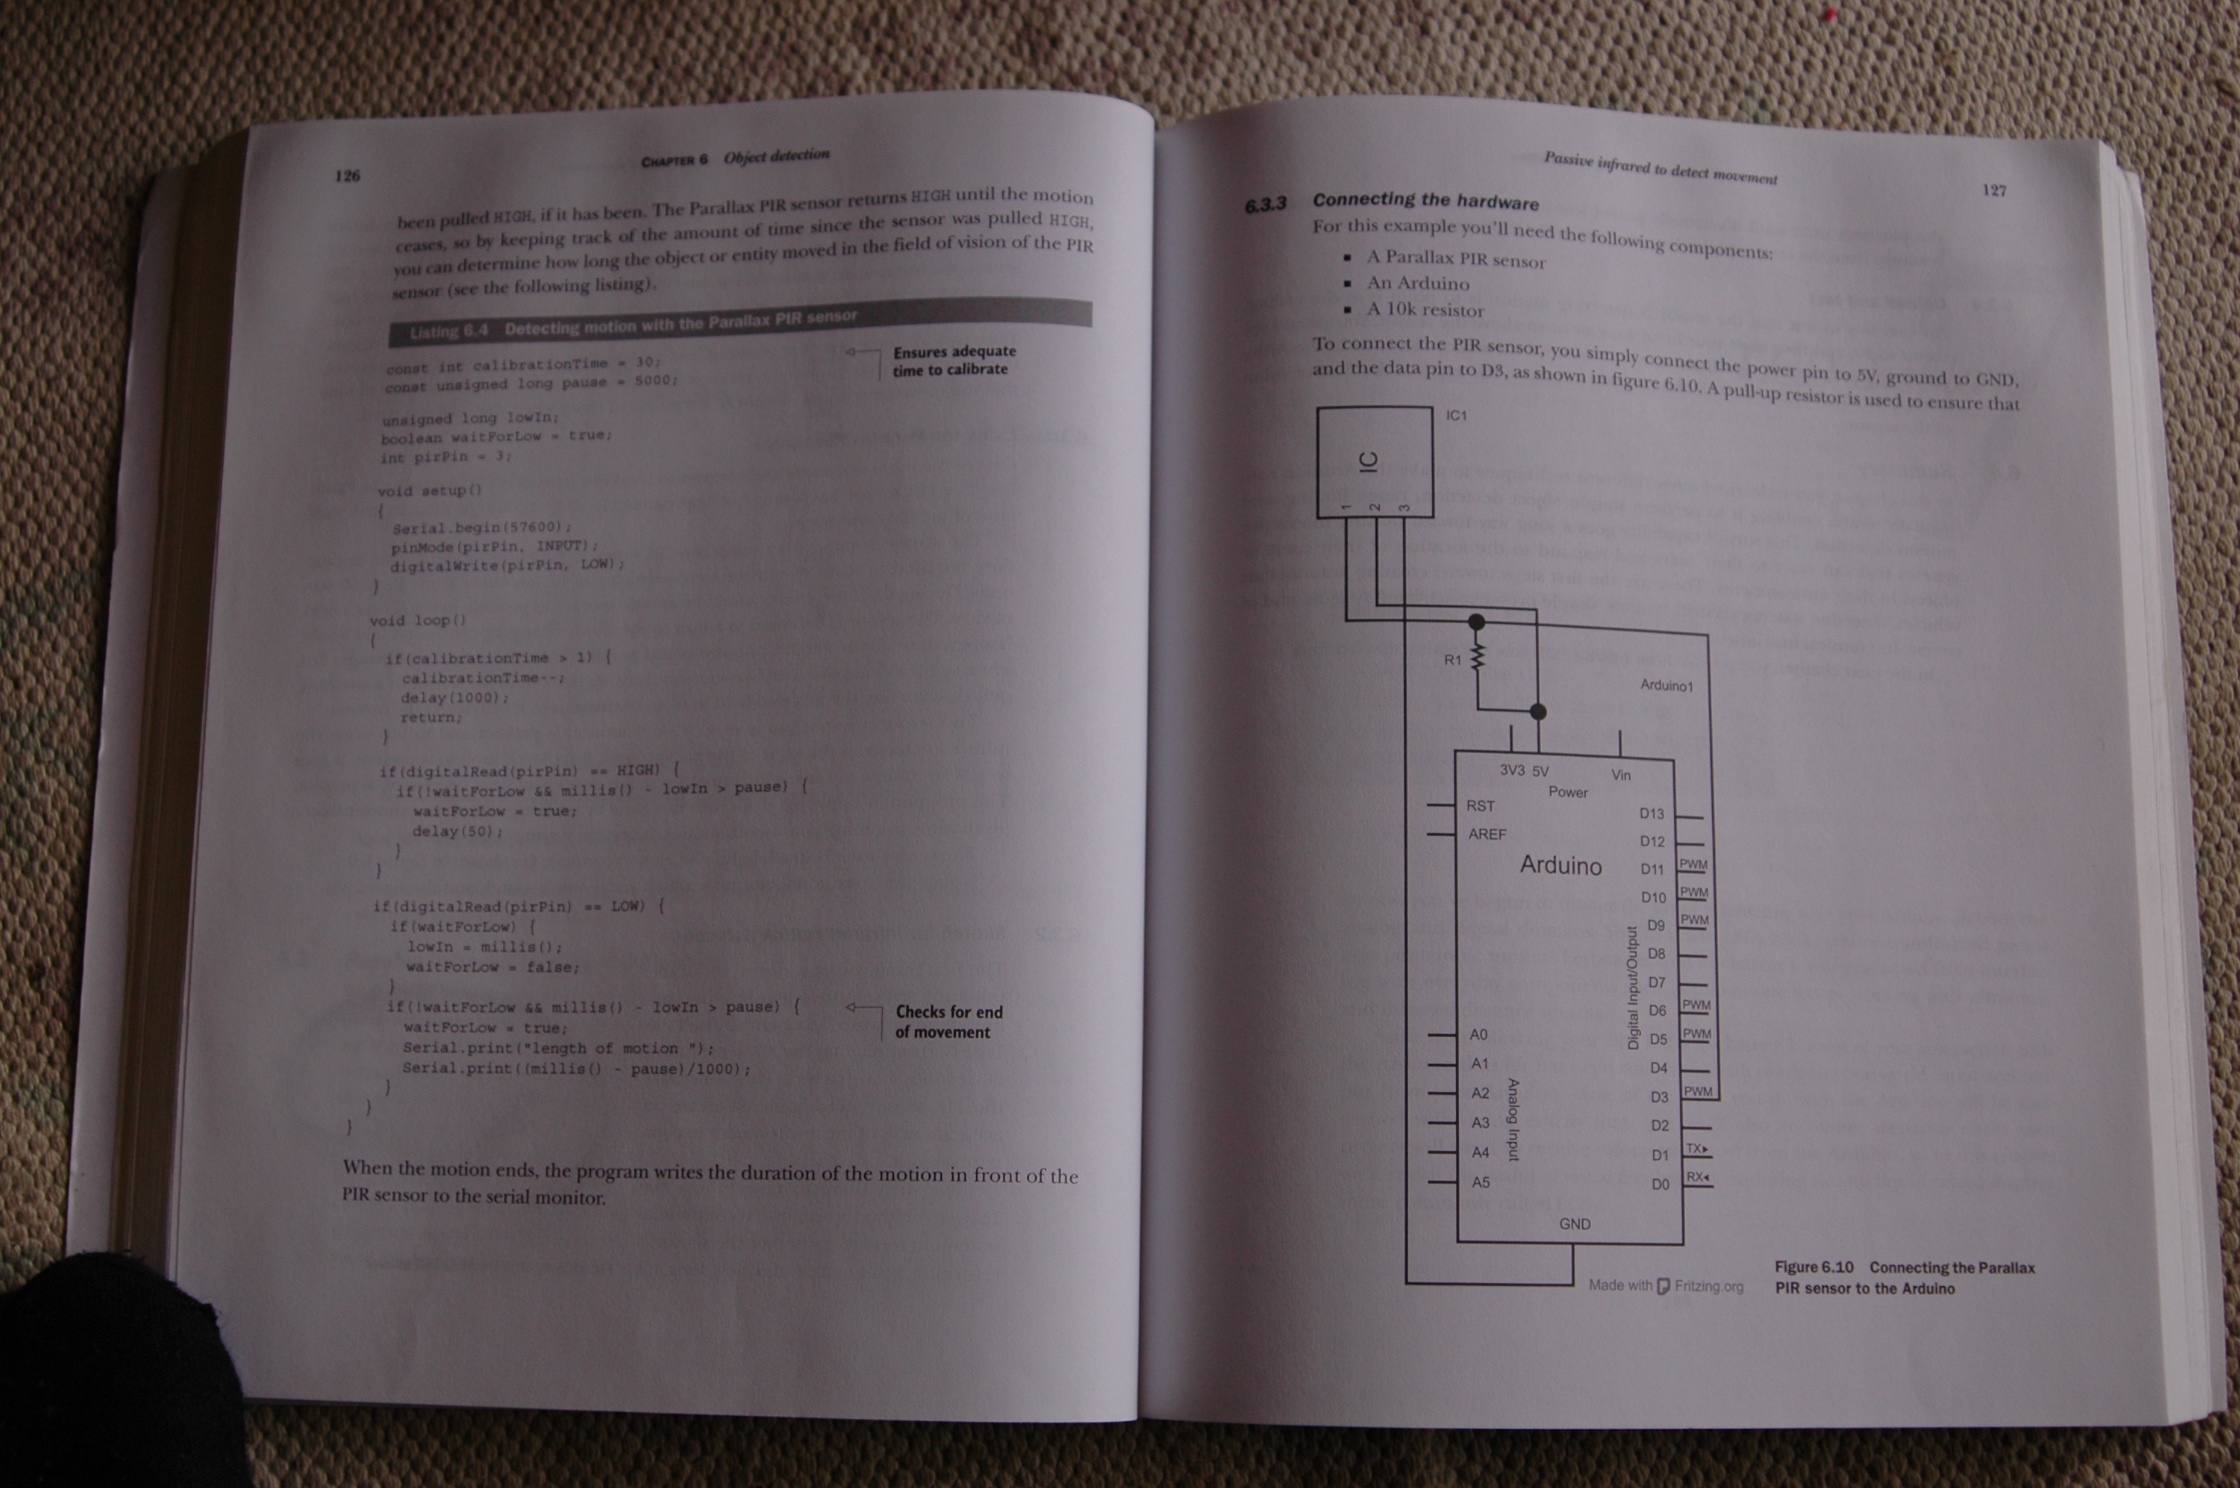 126
CHAPTER 6 Object detection
been pulled HIGH, if it has been. The Parallax PIR sensor returns HIGH until the motion
ceases, so by keeping track of the amount of time since the sensor was pulled HIGH,
you can determine how long the object or entity moved in the field of vision of the PIR
sensor (see the following listing).
Listing 6.4 Detecting motion with the Parallax PIR sensor
const int calibrationTime = 30;
const unsigned long pause = 5000;
Ensures adequate
time to calibrate
unsigned long lowIn;
boolean waitForLow = true;
int pirPin = 3;
void setup()
{
Serial.begin(57600);
pinMode(pirPin, INPUT);
digitalWrite(pirPin, LOW);
}
void loop()
{
if(calibrationTime > 1) {
calibrationTime--;
delay(1000);
return;
}
if(digitalRead(pirPin) == HIGH) {
if(!waitForLow && millis() - lowIn > pause) {
waitForLow = true;
delay(50);
}
}
if(digitalRead(pirPin) == LOW) {
if(waitForLow) {
lowIn = millis();
waitForLow = false;
}
if(!waitForLow && millis() - lowIn > pause) {
waitForLow = true;
Serial.print("length of motion ");
Serial.print((millis() - pause)/1000);
}
}
}
Checks for end
of movement
When the motion ends, the program writes the duration of the motion in front of the
PIR sensor to the serial monitor.
Passive infrared to detect movement
127
6.3.3 Connecting the hardware
For this example you'll need the following components:
■ A Parallax PIR sensor
■ An Arduino
■ A 10k resistor
To connect the PIR sensor, you simply connect the power pin to 5V, ground to GND,
and the data pin to D3, as shown in figure 6.10. A pull-up resistor is used to ensure that
IC1
IC
1 2 3
R1
Arduino1
3V3 5V Vin
Power
RST
AREF
Arduino
D13
D12
D11 PWM
D10 PWM
D9 PWM
D8
D7
D6 PWM
D5 PWM
D4
D3 PWM
D2
D1 TX
D0 RX
Digital Input/Output
A0
A1
A2
A3
A4
A5
Analog Input
GND
Made with Fritzing.org
Figure 6.10 Connecting the Parallax
PIR sensor to the Arduino